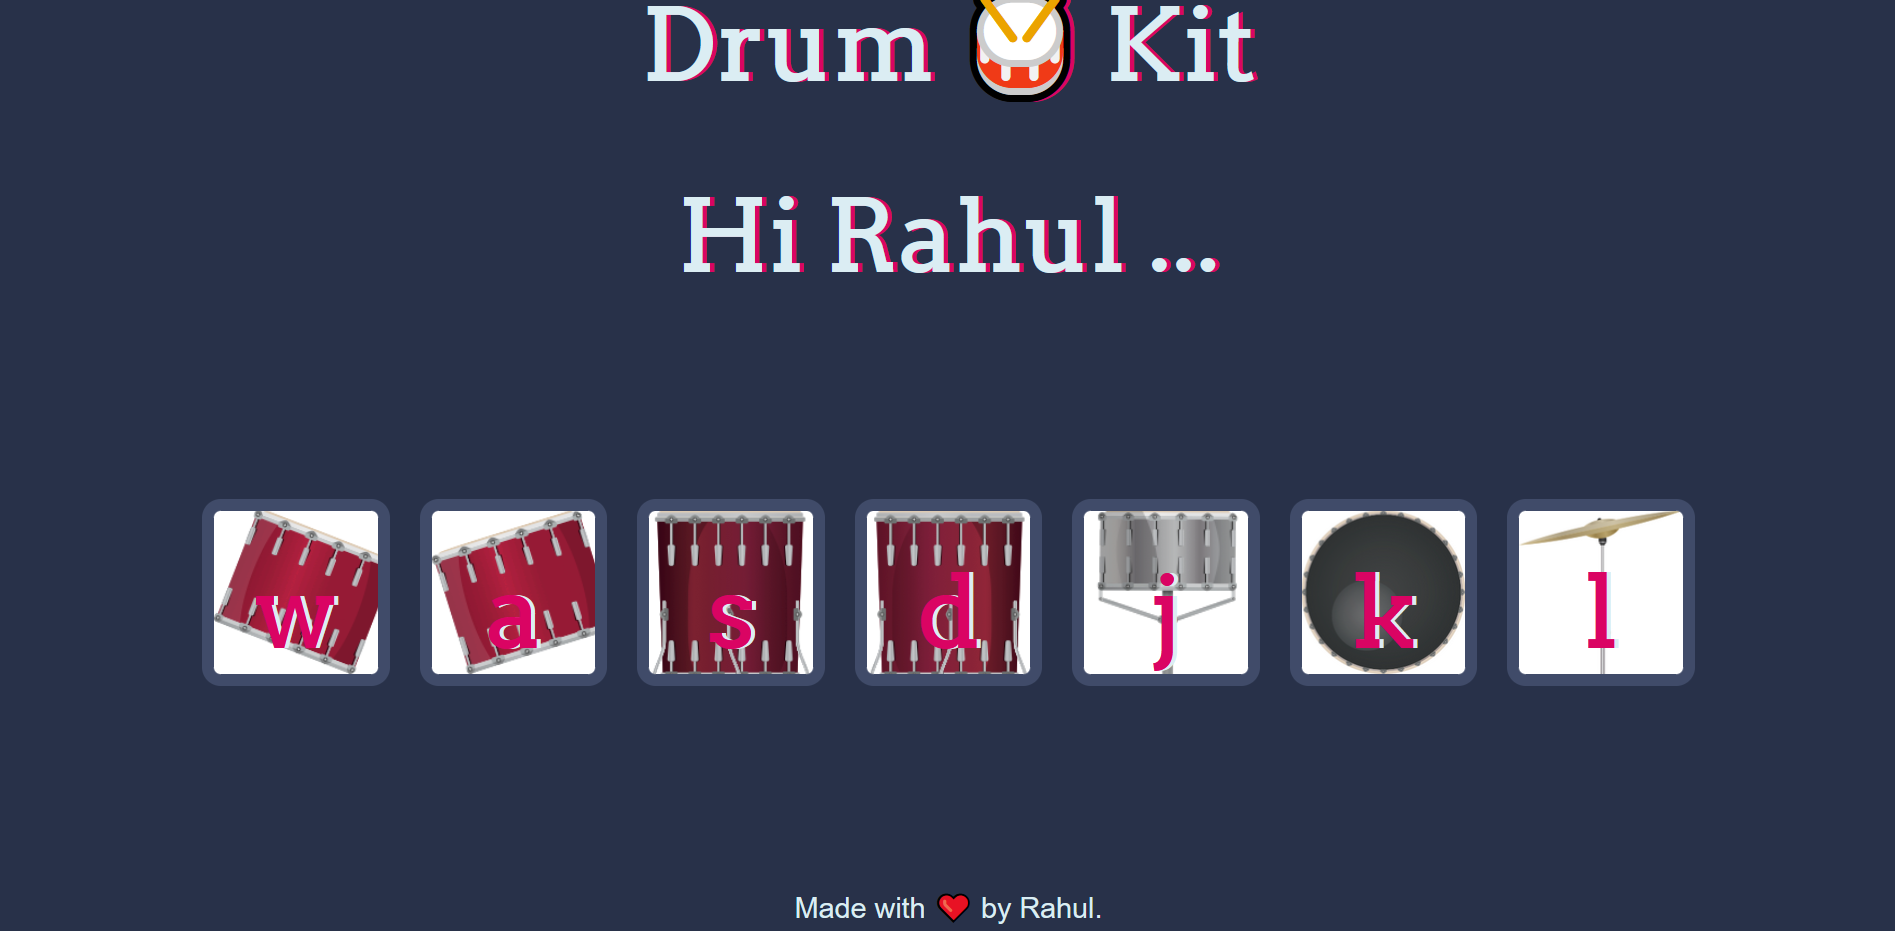 Drum 🥁 Kit
Hi Rahul ...
w a s d j k l
Made with ❤️ by Rahul.